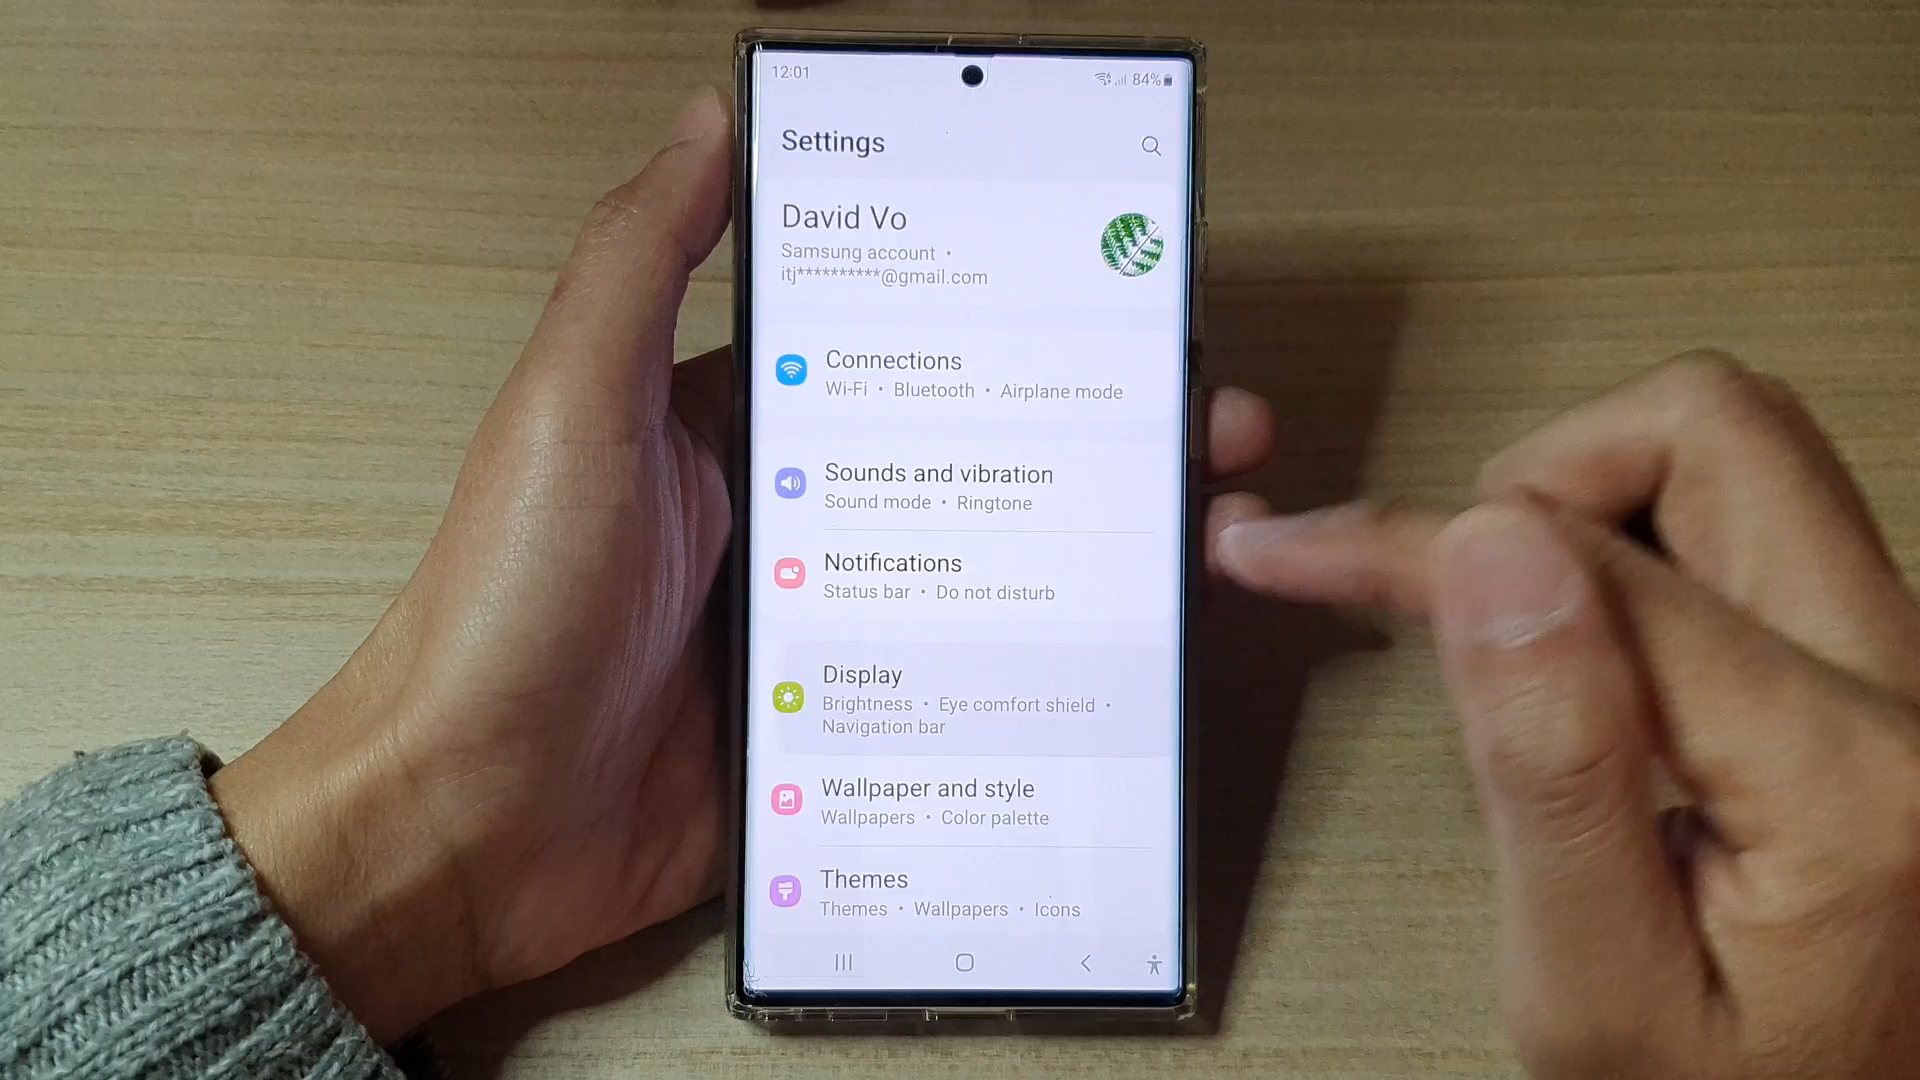 12:01
84%
Settings
David Vo
Samsung account •
itj**********@gmail.com
Connections
Wi-Fi • Bluetooth • Airplane mode
Sounds and vibration
Sound mode • Ringtone
Notifications
Status bar • Do not disturb
Display
Brightness • Eye comfort shield •
Navigation bar
Wallpaper and style
Wallpapers • Color palette
Themes
Themes • Wallpapers • Icons